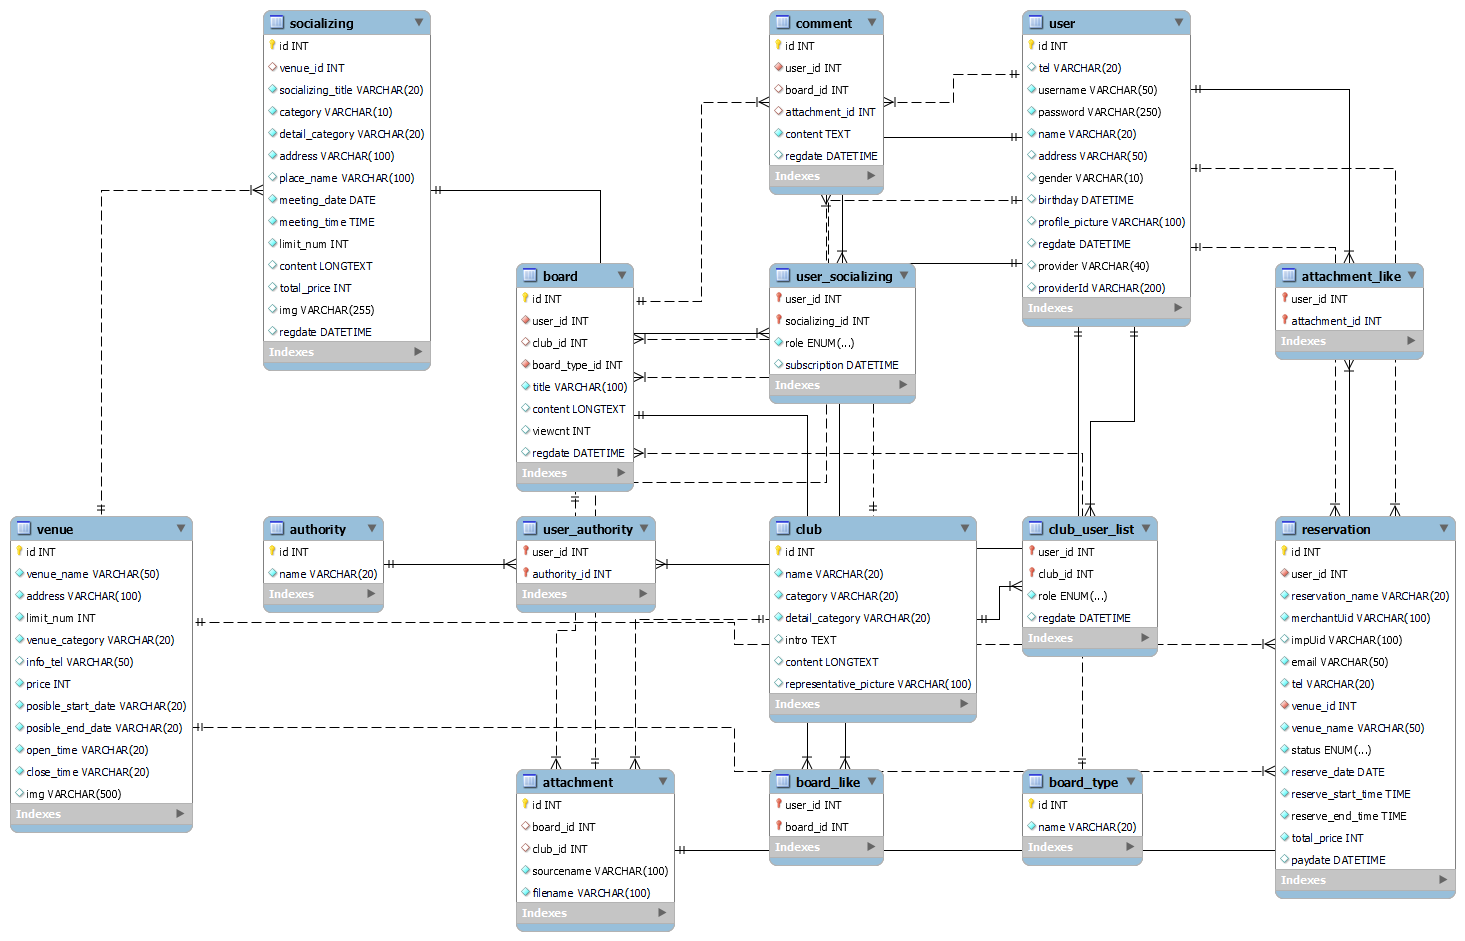 socializing
id INT
venue_id INT
socializing_title VARCHAR(20)
category VARCHAR(10)
detail_category VARCHAR(20)
address VARCHAR(100)
place_name VARCHAR(100)
meeting_date DATE
meeting_time TIME
limit_num INT
content LONGTEXT
total_price INT
img VARCHAR(255)
regdate DATETIME
Indexes
comment
id INT
user_id INT
board_id INT
attachment_id INT
content TEXT
regdate DATETIME
Indexes
user
id INT
tel VARCHAR(20)
username VARCHAR(50)
password VARCHAR(250)
name VARCHAR(20)
address VARCHAR(50)
gender VARCHAR(10)
birthday DATETIME
profile_picture VARCHAR(100)
regdate DATETIME
provider VARCHAR(40)
providerId VARCHAR(200)
Indexes
board
id INT
user_id INT
club_id INT
board_type_id INT
title VARCHAR(100)
content LONGTEXT
viewcnt INT
regdate DATETIME
Indexes
user_socializing
user_id INT
socializing_id INT
role ENUM(...)
subscription DATETIME
Indexes
attachment_like
user_id INT
attachment_id INT
Indexes
venue
id INT
venue_name VARCHAR(50)
address VARCHAR(100)
limit_num INT
venue_category VARCHAR(20)
info_tel VARCHAR(50)
price INT
posible_start_date VARCHAR(20)
posible_end_date VARCHAR(20)
open_time VARCHAR(20)
close_time VARCHAR(20)
img VARCHAR(500)
Indexes
authority
id INT
name VARCHAR(20)
Indexes
user_authority
user_id INT
authority_id INT
Indexes
club
id INT
name VARCHAR(20)
category VARCHAR(20)
detail_category VARCHAR(20)
intro TEXT
content LONGTEXT
representative_picture VARCHAR(100)
Indexes
club_user_list
user_id INT
club_id INT
role ENUM(...)
regdate DATETIME
Indexes
reservation
id INT
user_id INT
reservation_name VARCHAR(20)
merchantUid VARCHAR(100)
impUid VARCHAR(100)
email VARCHAR(50)
tel VARCHAR(20)
venue_id INT
venue_name VARCHAR(50)
status ENUM(...)
reserve_date DATE
reserve_start_time TIME
reserve_end_time TIME
total_price INT
paydate DATETIME
Indexes
attachment
id INT
board_id INT
club_id INT
sourcename VARCHAR(100)
filename VARCHAR(100)
Indexes
board_like
user_id INT
board_id INT
Indexes
board_type
id INT
name VARCHAR(20)
Indexes